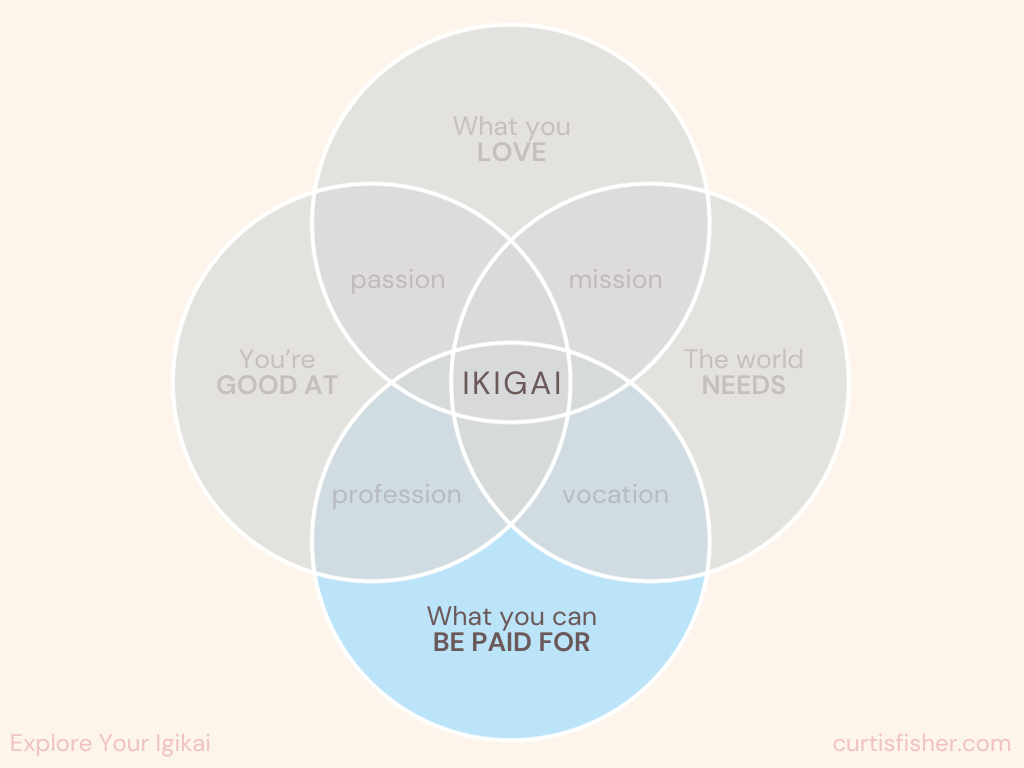 What you
LOVE
passion
mission
You’re
GOOD AT
IKIGAI
The world
NEEDS
profession
vocation
What you can
BE PAID FOR
Explore Your Igikai
curtisfisher.com